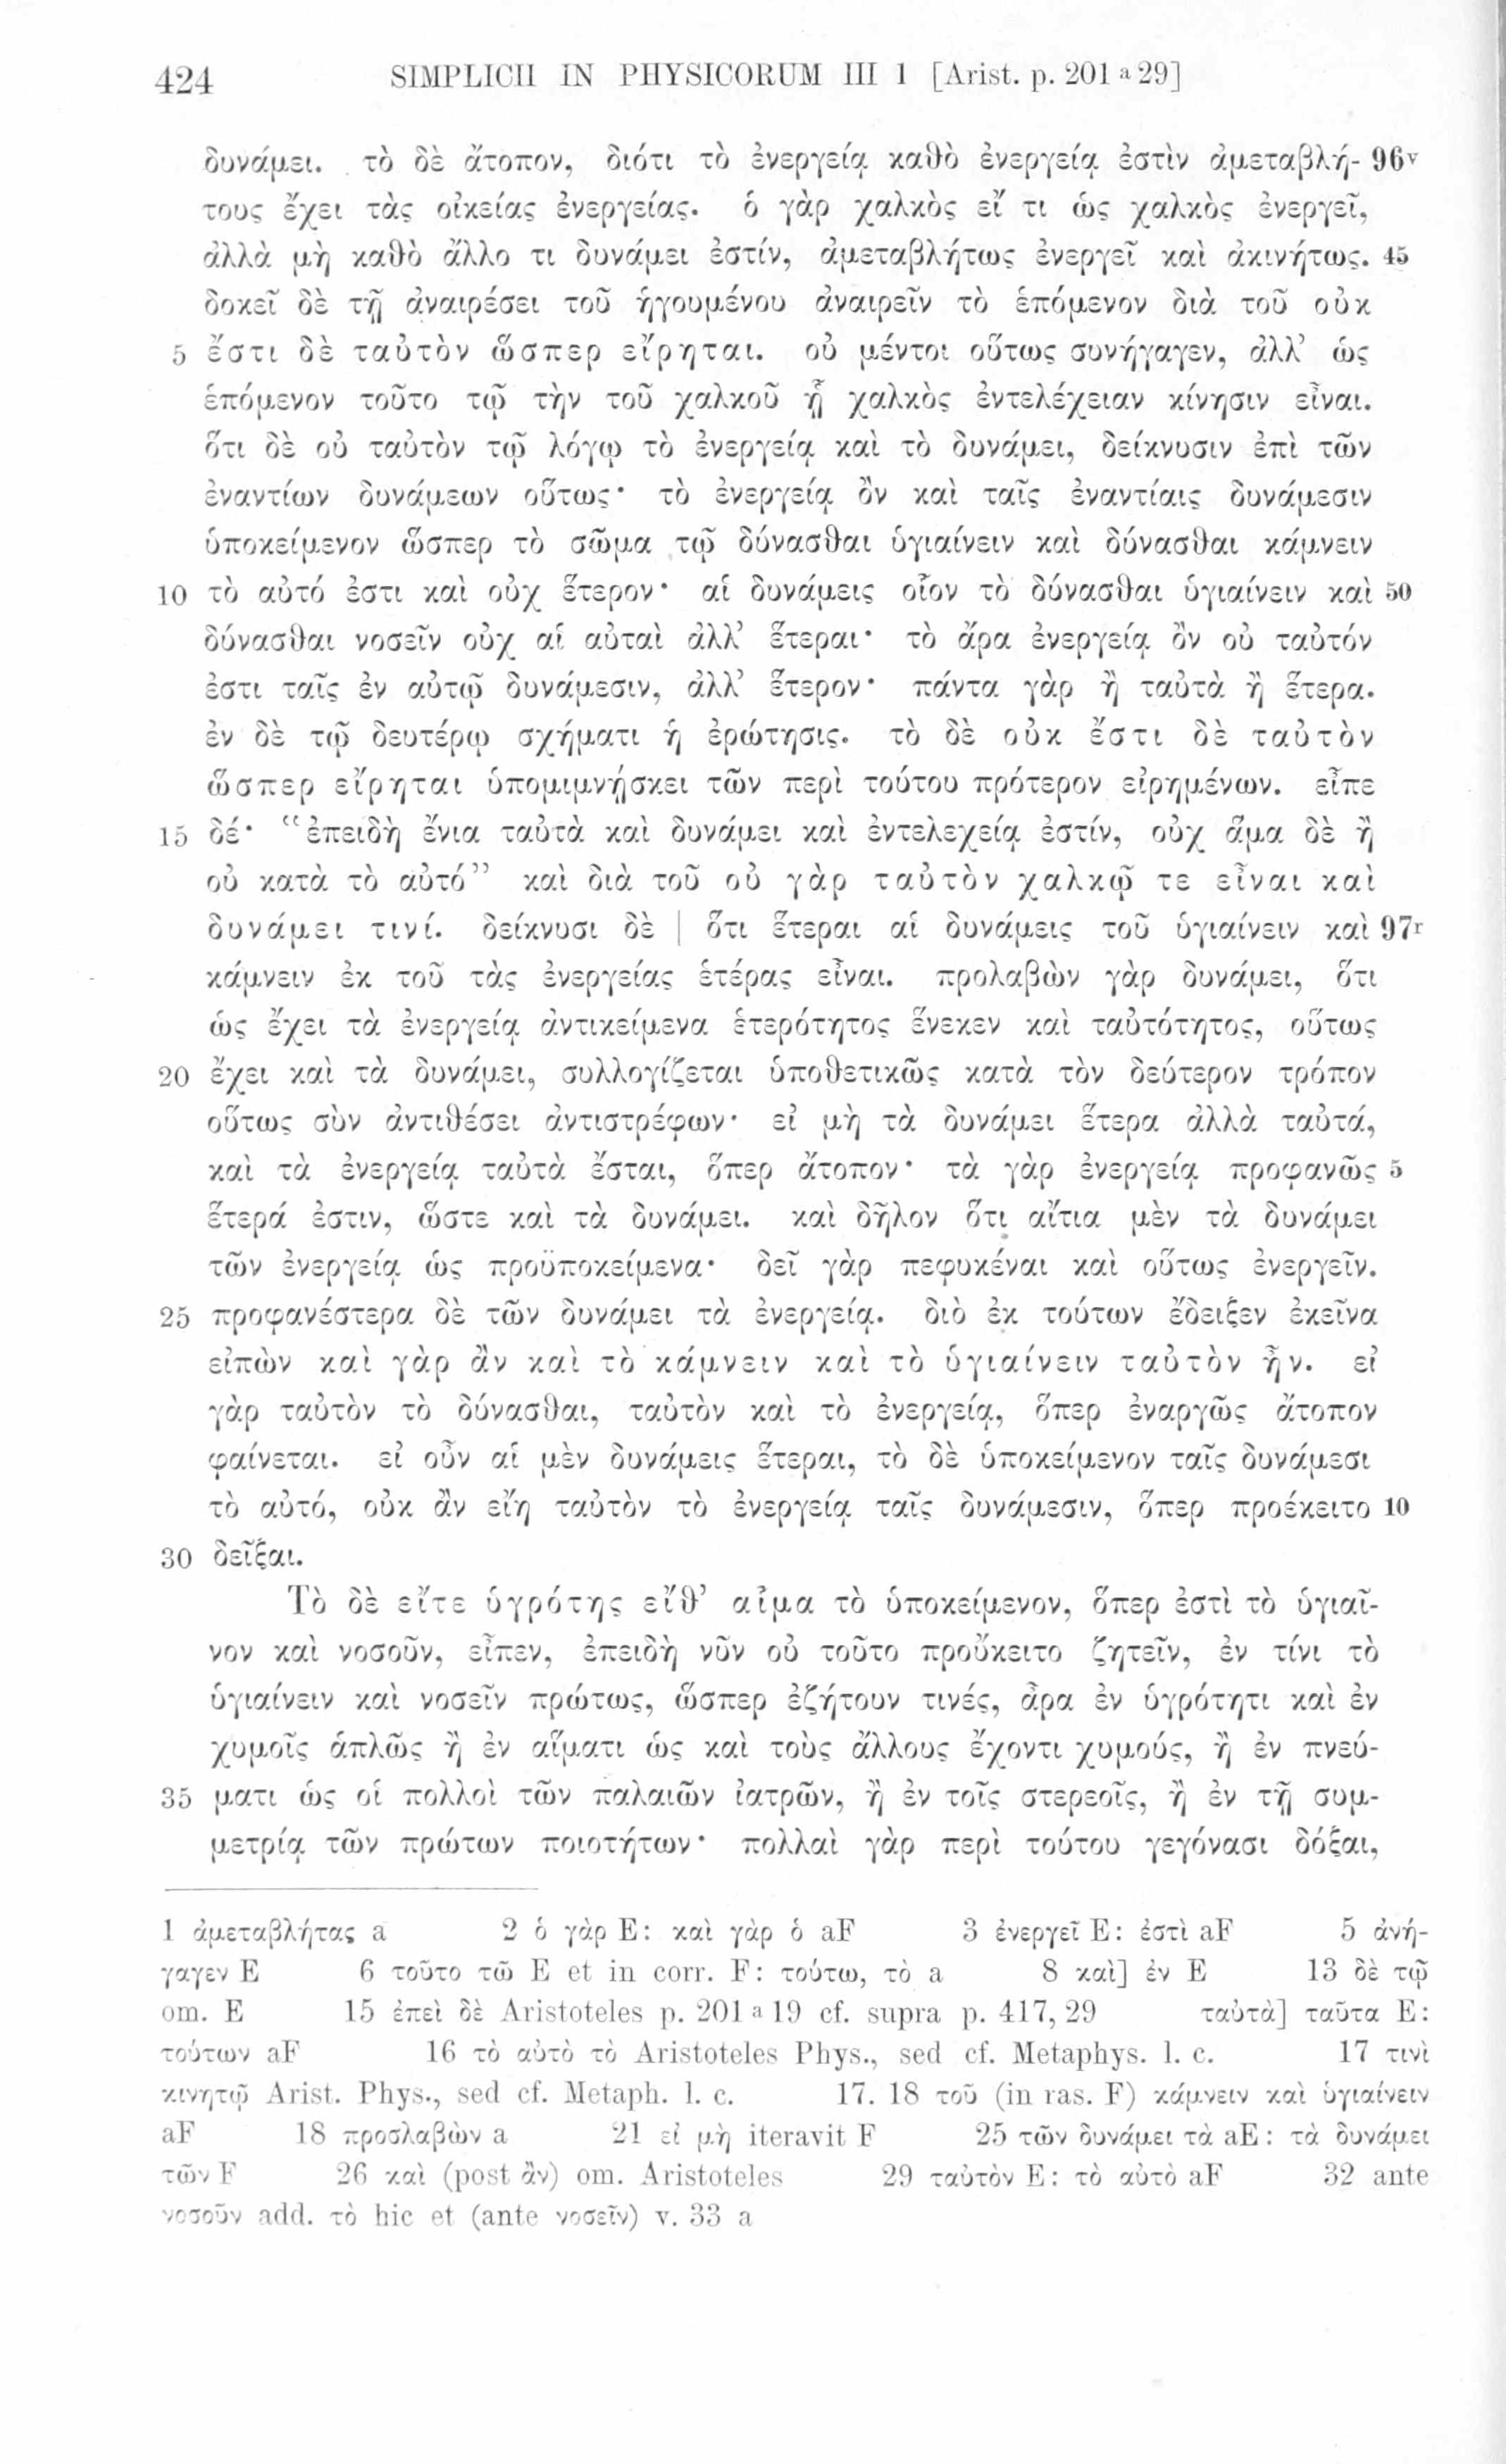 424 SIMPLICII IN PHYSICORUM III 1 [Arist. p. 201 a 29]
δυνάμει. τὸ δὲ ἄτοπον, διότι τὸ ἐνεργείᾳ καθὸ ἐνεργείᾳ ἐστὶν ἀμεταβλή- 96v
τους ἔχει τὰς οἰκείας ἐνεργείας. ὁ γὰρ χαλκὸς εἴ τι ὡς χαλκὸς ἐνεργεῖ,
ἀλλὰ μὴ καθὸ ἄλλο τι δυνάμει ἐστίν, ἀμεταβλήτως ἐνεργεῖ καὶ ἀκινήτως. 45
δοκεῖ δὲ τῇ ἀναιρέσει τοῦ ἡγουμένου ἀναιρεῖν τὸ ἑπόμενον διὰ τοῦ οὐκ
5 ἔστι δὲ ταὐτὸν ὥσπερ εἴρηται. οὐ μέντοι οὕτως συνήγαγεν, ἀλλ’ ὡς
ἑπόμενον τοῦτο τῷ τὴν τοῦ χαλκοῦ ᾗ χαλκὸς ἐντελέχειαν κίνησιν εἶναι.
ὅτι δὲ οὐ ταὐτὸν τῷ λόγῳ τὸ ἐνεργείᾳ καὶ τὸ δυνάμει, δείκνυσιν ἐπὶ τῶν
ἐναντίων δυνάμεων οὕτως· τὸ ἐνεργείᾳ ὂν καὶ ταῖς ἐναντίαις δυνάμεσιν
ὑποκείμενον ὥσπερ τὸ σῶμα τῷ δύνασθαι ὑγιαίνειν καὶ δύνασθαι κάμνειν
10 τὸ αὐτό ἐστι καὶ οὐχ ἕτερον· αἱ δυνάμεις οἷον τὸ δύνασθαι ὑγιαίνειν καὶ 50
δύνασθαι νοσεῖν οὐχ αἱ αὐταὶ ἀλλ’ ἕτεραι· τὸ ἄρα ἐνεργείᾳ ὂν οὐ ταὐτόν
ἐστι ταῖς ἐν αὐτῷ δυνάμεσιν, ἀλλ’ ἕτερον· πάντα γὰρ ἢ ταὐτὰ ἢ ἕτερα.
ἐν δὲ τῷ δευτέρῳ σχήματι ἡ ἐρώτησις. τὸ δὲ οὐκ ἔστι δὲ ταὐτὸν
ὥσπερ εἴρηται ὑπομιμνήσκει τῶν περὶ τούτου πρότερον εἰρημένων. εἶπε
15 δέ· “ἐπειδὴ ἔνια ταὐτὰ καὶ δυνάμει καὶ ἐντελεχείᾳ ἐστίν, οὐχ ἅμα δὲ ἢ
οὐ κατὰ τὸ αὐτό” καὶ διὰ τοῦ οὐ γὰρ ταὐτὸν χαλκῷ τε εἶναι καὶ
δυνάμει τινί. δείκνυσι δὲ | ὅτι ἕτεραι αἱ δυνάμεις τοῦ ὑγιαίνειν καὶ 97r
κάμνειν ἐκ τοῦ τὰς ἐνεργείας ἑτέρας εἶναι. προλαβὼν γὰρ δυνάμει, ὅτι
ὡς ἔχει τὰ ἐνεργείᾳ ἀντικείμενα ἑτερότητος ἕνεκεν καὶ ταὐτότητος, οὕτως
20 ἔχει καὶ τὰ δυνάμει, συλλογίζεται ὑποθετικῶς κατὰ τὸν δεύτερον τρόπον
οὕτως σὺν ἀντιθέσει ἀντιστρέφων· εἰ μὴ τὰ δυνάμει ἕτερα ἀλλὰ ταὐτά,
καὶ τὰ ἐνεργείᾳ ταὐτὰ ἔσται, ὅπερ ἄτοπον· τὰ γὰρ ἐνεργείᾳ προφανῶς 5
ἕτερά ἐστιν, ὥστε καὶ τὰ δυνάμει. καὶ δῆλον ὅτι αἴτια μὲν τὰ δυνάμει
τῶν ἐνεργείᾳ ὡς προϋποκείμενα· δεῖ γὰρ πεφυκέναι καὶ οὕτως ἐνεργεῖν.
25 προφανέστερα δὲ τῶν δυνάμει τὰ ἐνεργείᾳ. διὸ ἐκ τούτων ἔδειξεν ἐκεῖνα
εἰπὼν καὶ γὰρ ἂν καὶ τὸ κάμνειν καὶ τὸ ὑγιαίνειν ταὐτὸν ἦν. εἰ
γὰρ ταὐτὸν τὸ δύνασθαι, ταὐτὸν καὶ τὸ ἐνεργείᾳ, ὅπερ ἐναργῶς ἄτοπον
φαίνεται. εἰ οὖν αἱ μὲν δυνάμεις ἕτεραι, τὸ δὲ ὑποκείμενον ταῖς δυνάμεσι
τὸ αὐτό, οὐκ ἂν εἴη ταὐτὸν τὸ ἐνεργείᾳ ταῖς δυνάμεσιν, ὅπερ προέκειτο 10
30 δεῖξαι.
Τὸ δὲ εἴτε ὑγρότης εἴθ’ αἷμα τὸ ὑποκείμενον, ὅπερ ἐστὶ τὸ ὑγιαῖ-
νον καὶ νοσοῦν, εἶπεν, ἐπειδὴ νῦν οὐ τοῦτο προὔκειτο ζητεῖν, ἐν τίνι τὸ
ὑγιαίνειν καὶ νοσεῖν πρώτως, ὥσπερ ἐζήτουν τινές, ἆρα ἐν ὑγρότητι καὶ ἐν
χυμοῖς ἁπλῶς ἢ ἐν αἵματι ὡς καὶ τοὺς ἄλλους ἔχοντι χυμούς, ἢ ἐν πνεύ-
35 ματι ὡς οἱ πολλοὶ τῶν παλαιῶν ἰατρῶν, ἢ ἐν τοῖς στερεοῖς, ἢ ἐν τῇ συμ-
μετρίᾳ τῶν πρώτων ποιοτήτων· πολλαὶ γὰρ περὶ τούτου γεγόνασι δόξαι,
1 ἀμεταβλήτας a 2 ὁ γὰρ E: καὶ γὰρ ὁ aF 3 ἐνεργεῖ E: ἐστὶ aF 5 ἀνή-
γαγεν E 6 τοῦτο τῶ E et in corr. F: τούτω, τὸ a 8 καὶ] ἐν E 13 δὲ τῷ
om. E 15 ἐπεὶ δὲ Aristoteles p. 201 a 19 cf. supra p. 417, 29 ταὐτὰ] ταῦτα E:
τούτων aF 16 τὸ αὐτὸ τὸ Aristoteles Phys., sed cf. Metaphys. l. c. 17 τινὶ
κινητῷ Arist. Phys., sed cf. Metaph. l. c. 17. 18 τοῦ (in ras. F) κάμνειν καὶ ὑγιαίνειν
aF 18 προσλαβὼν a 21 εἰ μὴ iteravit F 25 τῶν δυνάμει τὰ aE: τὰ δυνάμει
τῶν F 26 καὶ (post ἂν) om. Aristoteles 29 ταὐτὸν E: τὸ αὐτὸ aF 32 ante
νοσοῦν add. τὸ hic et (ante νοσεῖν) v. 33 a